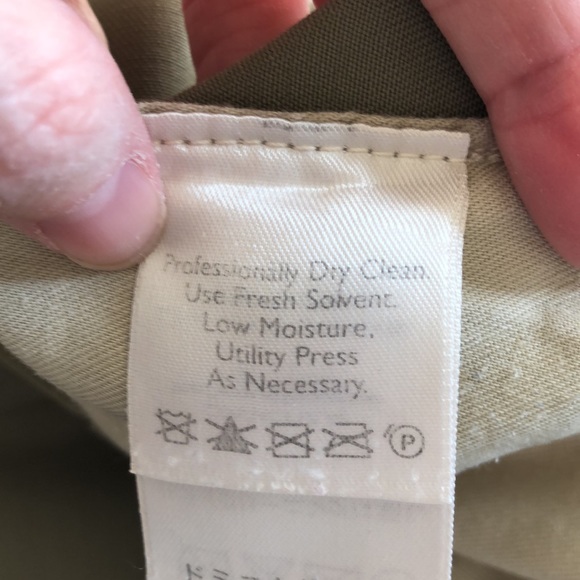 Professionally Dry Clean.
Use Fresh Solvent.
Low Moisture.
Utility Press
As Necessary.
P